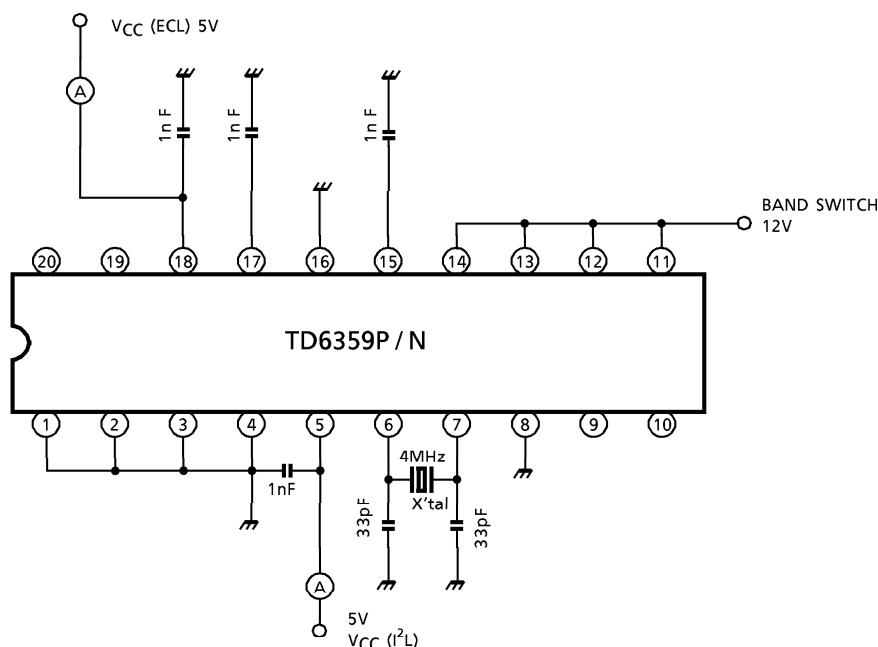 VCC (ECL) 5V
A
1n F
1n F
1n F
BAND SWITCH
12V
20 19 18 17 16 15 14 13 12 11
TD6359P / N
1 2 3 4 5 6 7 8 9 10
4MHz
1nF
X'tal
33pF
33pF
A
5V
VCC (I²L)